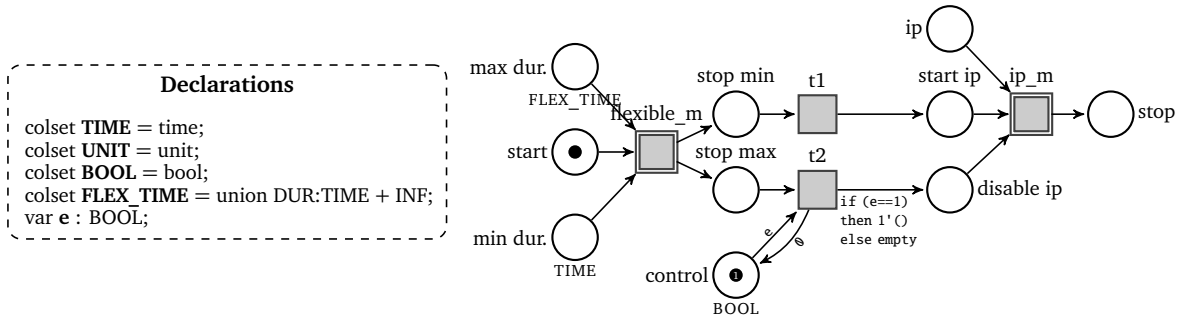 Declarations
colset TIME = time;
colset UNIT = unit;
colset BOOL = bool;
colset FLEX_TIME = union DUR:TIME + INF;
var e : BOOL;
ip
max dur.
FLEX_TIME
stop min
t1
start ip
ip_m
flexible_m
stop
start
stop max
t2
disable ip
if (e==1)
then 1'()
else empty
min dur.
TIME
e
0
control
1
BOOL